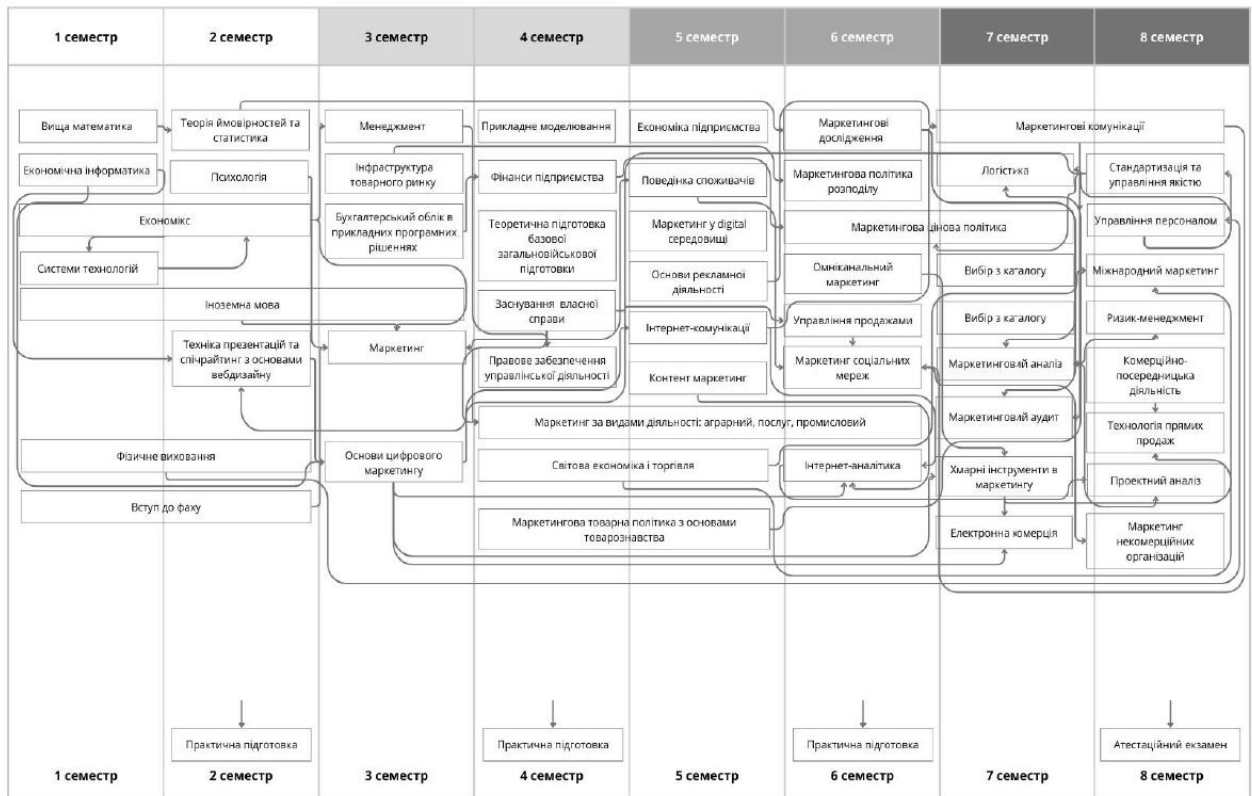 1 семестр
2 семестр
3 семестр
4 семестр
5 семестр
6 семестр
7 семестр
8 семестр
Вища математика
Теорія ймовірностей та
статистика
Менеджмент
Прикладне моделювання
Економіка підприємства
Маркетингові
дослідження
Маркетингові комунікації
Економічна інформатика
Психологія
Інфраструктура
товарного ринку
Фінанси підприємства
Поведінка споживачів
Маркетингова політика
розподілу
Логістика
Стандартизація та
управління якістю
Економікс
Бухгалтерський облік в
прикладних програмних
рішеннях
Теоретична підготовка
базової
загальновійськової
підготовки
Маркетинг у digital
середовищі
Маркетингова цінова політика
Управління персоналом
Системи технологій
Основи рекламної
діяльності
Омніканальний
маркетинг
Вибір з каталогу
Міжнародний маркетинг
Іноземна мова
Заснування власної
справи
Інтернет-комунікації
Управління продажами
Вибір з каталогу
Ризик-менеджмент
Техніка презентацій та
спічрайтинг з основами
вебдизайну
Маркетинг
Правове забезпечення
управлінської діяльності
Контент маркетинг
Маркетинг соціальних
мереж
Маркетинговий аналіз
Комерційно-
посередницька
діяльність
Маркетинг за видами діяльності: аграрний, послуг, промисловий
Маркетинговий аудит
Технологія прямих
продаж
Фізичне виховання
Основи цифрового
маркетингу
Світова економіка і торгівля
Інтернет-аналітика
Хмарні інструменти в
маркетингу
Проектний аналіз
Вступ до фаху
Маркетингова товарна політика з основами
товарознавства
Електронна комерція
Маркетинг
некомерційних
організацій
Практична підготовка
Практична підготовка
Практична підготовка
Атестаційний екзамен
1 семестр
2 семестр
3 семестр
4 семестр
5 семестр
6 семестр
7 семестр
8 семестр